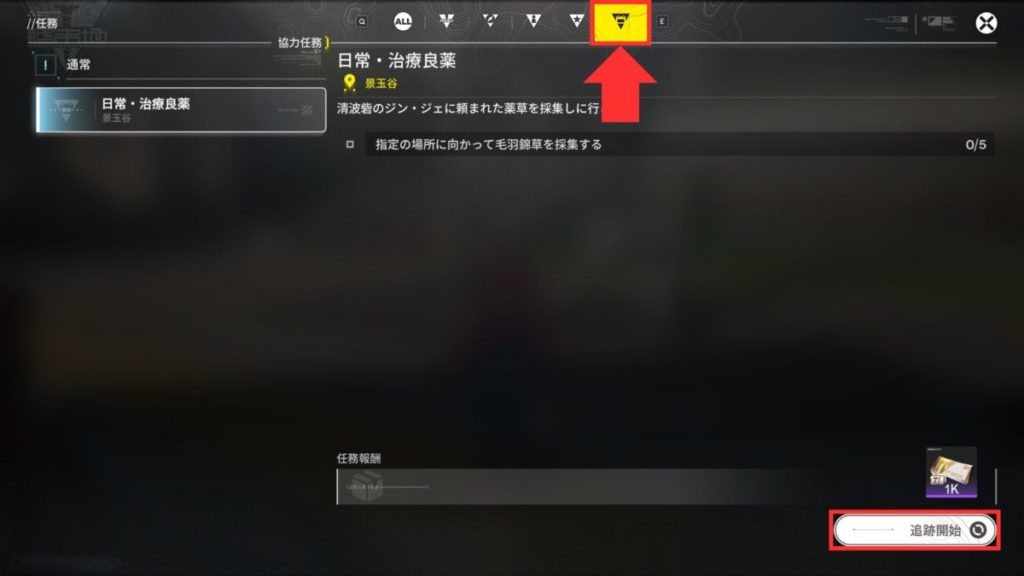 //任務
Q
ALL
E
協力任務
! 通常
日常・治療良薬
景玉谷
日常・治療良薬
景玉谷
清波砦のジン・ジェに頼まれた薬草を採集しに行
指定の場所に向かって毛羽錦草を採集する 0/5
任務報酬
1K
追跡開始